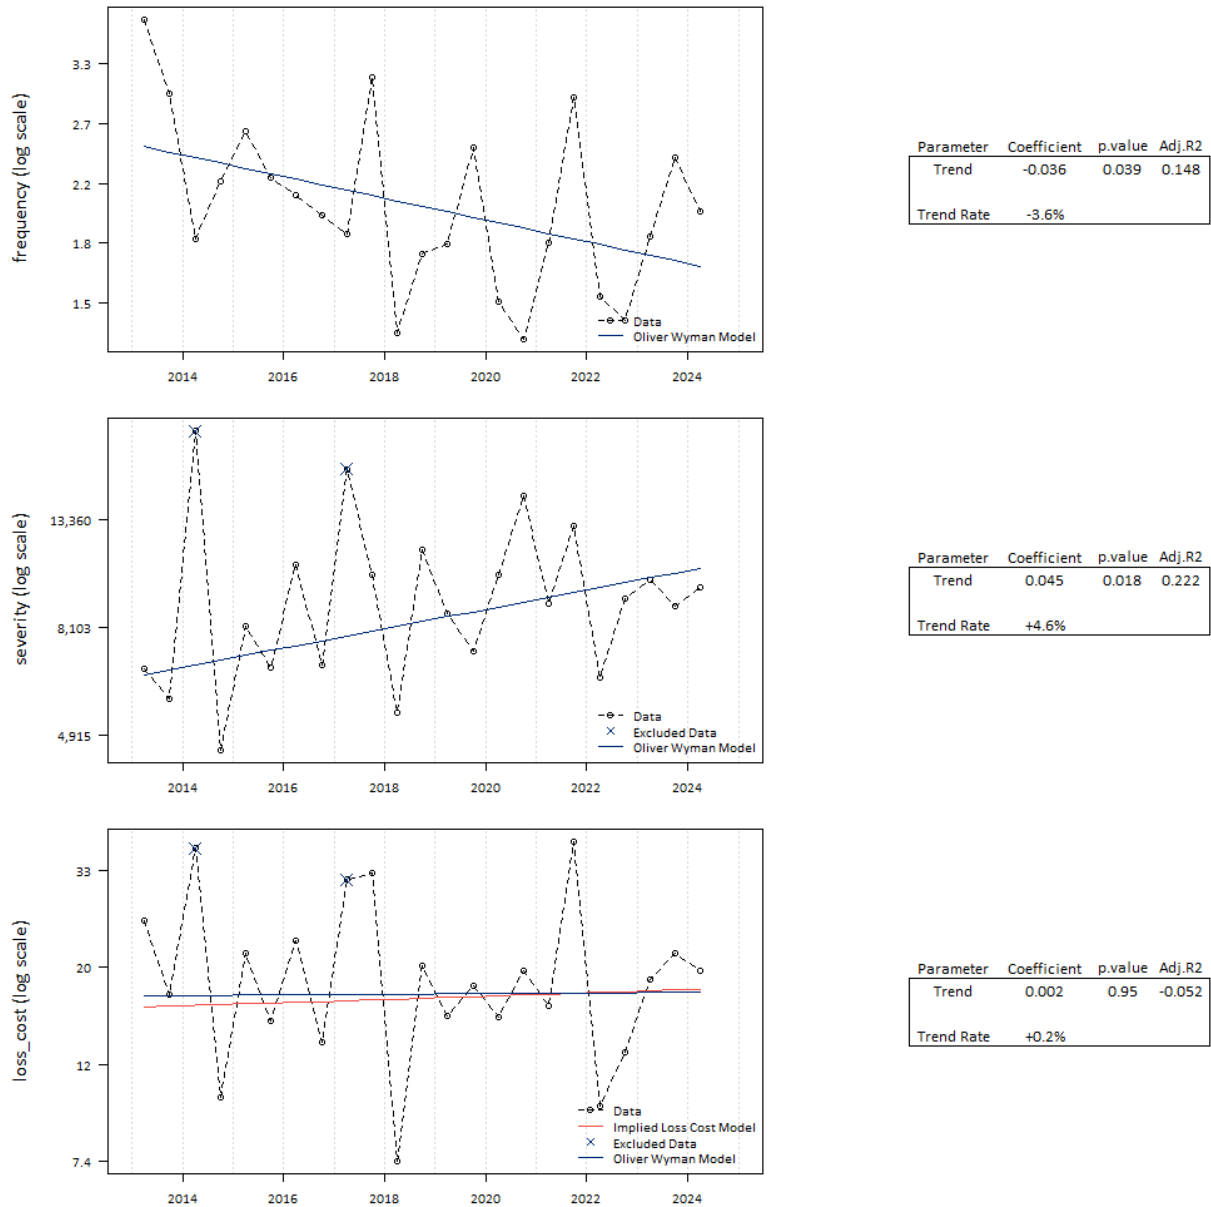 frequency (log scale)
3.3
2.7
2.2
1.8
1.5
Data
Oliver Wyman Model
2014 2016 2018 2020 2022 2024
Parameter Coefficient p.value Adj.R2
Trend -0.036 0.039 0.148
Trend Rate -3.6%
severity (log scale)
13,360
8,103
4,915
Data
Excluded Data
Oliver Wyman Model
2014 2016 2018 2020 2022 2024
Parameter Coefficient p.value Adj.R2
Trend 0.045 0.018 0.222
Trend Rate +4.6%
loss_cost (log scale)
33
20
12
7.4
Data
Implied Loss Cost Model
Excluded Data
Oliver Wyman Model
2014 2016 2018 2020 2022 2024
Parameter Coefficient p.value Adj.R2
Trend 0.002 0.95 -0.052
Trend Rate +0.2%